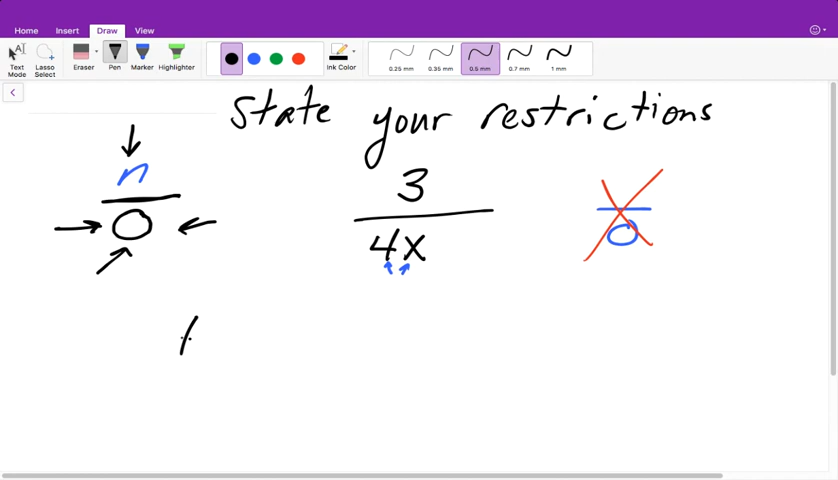 Home Insert Draw View
Text Mode Lasso Select Eraser Pen Marker Highlighter Ink Color 0.25 mm 0.35 mm 0.5 mm 0.7 mm 1 mm
State your restrictions
n
0
3
4x
0